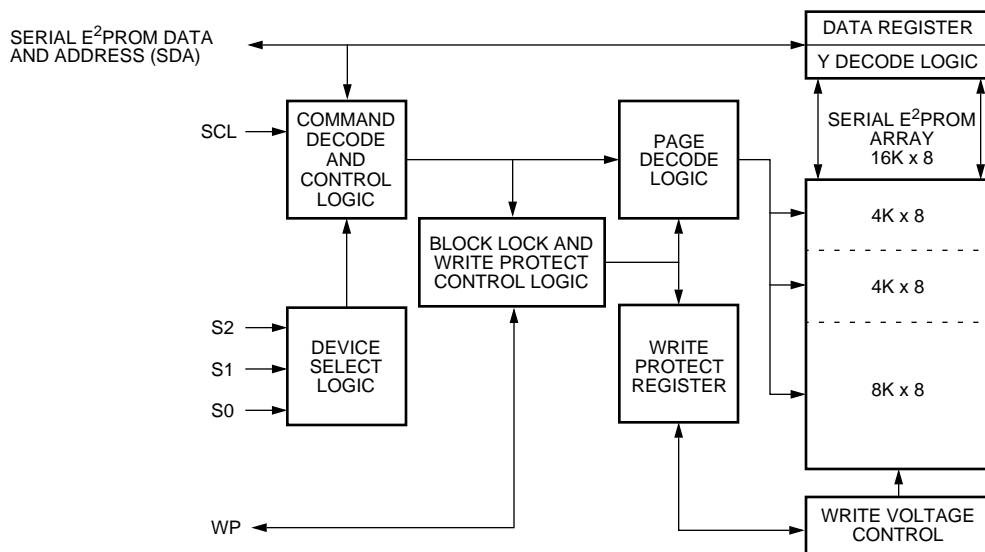 SERIAL E²PROM DATA
AND ADDRESS (SDA)
DATA REGISTER
Y DECODE LOGIC
SCL
COMMAND
DECODE
AND
CONTROL
LOGIC
PAGE
DECODE
LOGIC
SERIAL E²PROM
ARRAY
16K x 8
4K x 8
BLOCK LOCK AND
WRITE PROTECT
CONTROL LOGIC
4K x 8
S2
S1
S0
DEVICE
SELECT
LOGIC
WRITE
PROTECT
REGISTER
8K x 8
WP
WRITE VOLTAGE
CONTROL